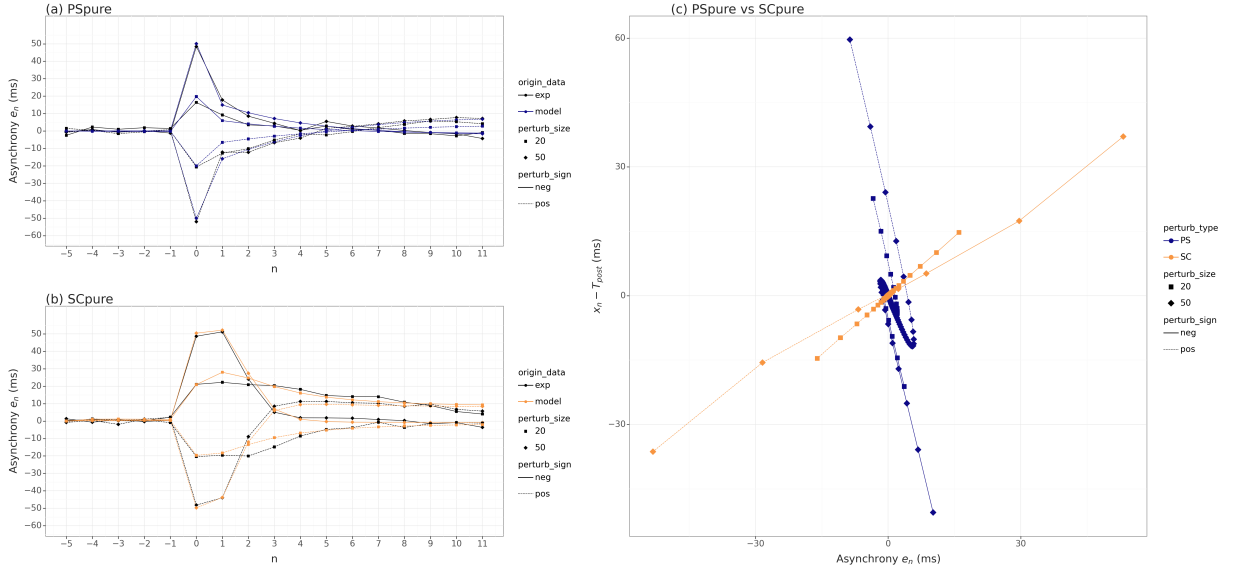 (a) PSpure
50
40
30
20
10
0
−10
−20
−30
−40
−50
−60
Asynchrony eₙ (ms)
−5 −4 −3 −2 −1 0 1 2 3 4 5 6 7 8 9 10 11
n
origin_data
exp
model
perturb_size
20
50
perturb_sign
neg
pos
(b) SCpure
60
50
40
30
20
10
0
−10
−20
−30
−40
−50
−60
Asynchrony eₙ (ms)
−5 −4 −3 −2 −1 0 1 2 3 4 5 6 7 8 9 10 11
n
origin_data
exp
model
perturb_size
20
50
perturb_sign
neg
pos
(c) PSpure vs SCpure
60
30
0
−30
xₙ − Tₚₒₛₜ (ms)
−30 0 30
Asynchrony eₙ (ms)
perturb_type
PS
SC
perturb_size
20
50
perturb_sign
neg
pos